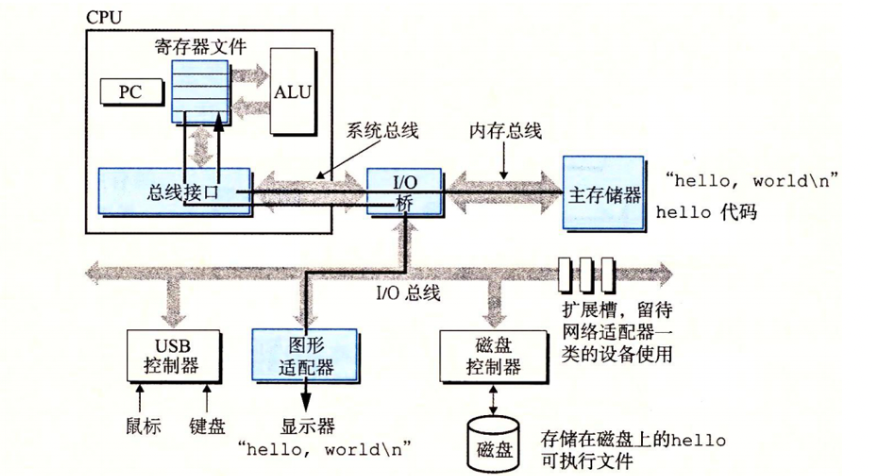 CPU
寄存器文件
PC
ALU
系统总线
内存总线
总线接口
I/O
桥
主存储器
“hello, world\n”
hello 代码
I/O 总线
扩展槽，留待
网络适配器一
类的设备使用
USB
控制器
图形
适配器
磁盘
控制器
鼠标
键盘
显示器
“hello, world\n”
磁盘
存储在磁盘上的hello
可执行文件